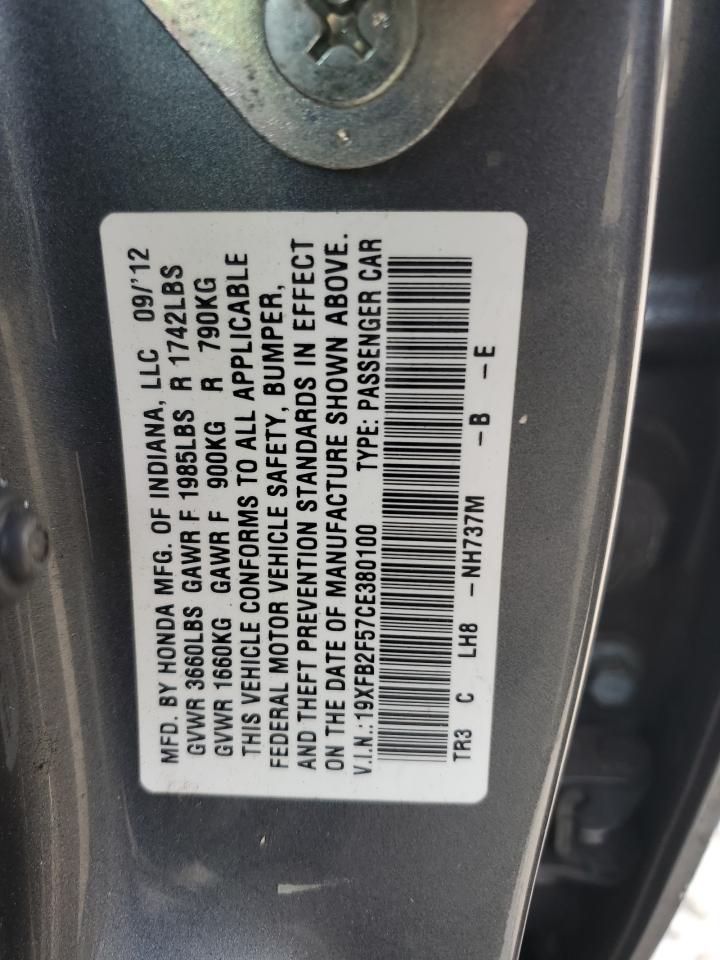 MFD. BY HONDA MFG. OF INDIANA, LLC 09/'12
GVWR 3660LBS GAWR F 1985LBS R 1742LBS
GVWR 1660KG GAWR F 900KG R 790KG
THIS VEHICLE CONFORMS TO ALL APPLICABLE
FEDERAL MOTOR VEHICLE SAFETY, BUMPER,
AND THEFT PREVENTION STANDARDS IN EFFECT
ON THE DATE OF MANUFACTURE SHOWN ABOVE.
V.I.N.:19XFB2F57CE380100 TYPE: PASSENGER CAR
TR3 C LH8 -NH737M -B -E